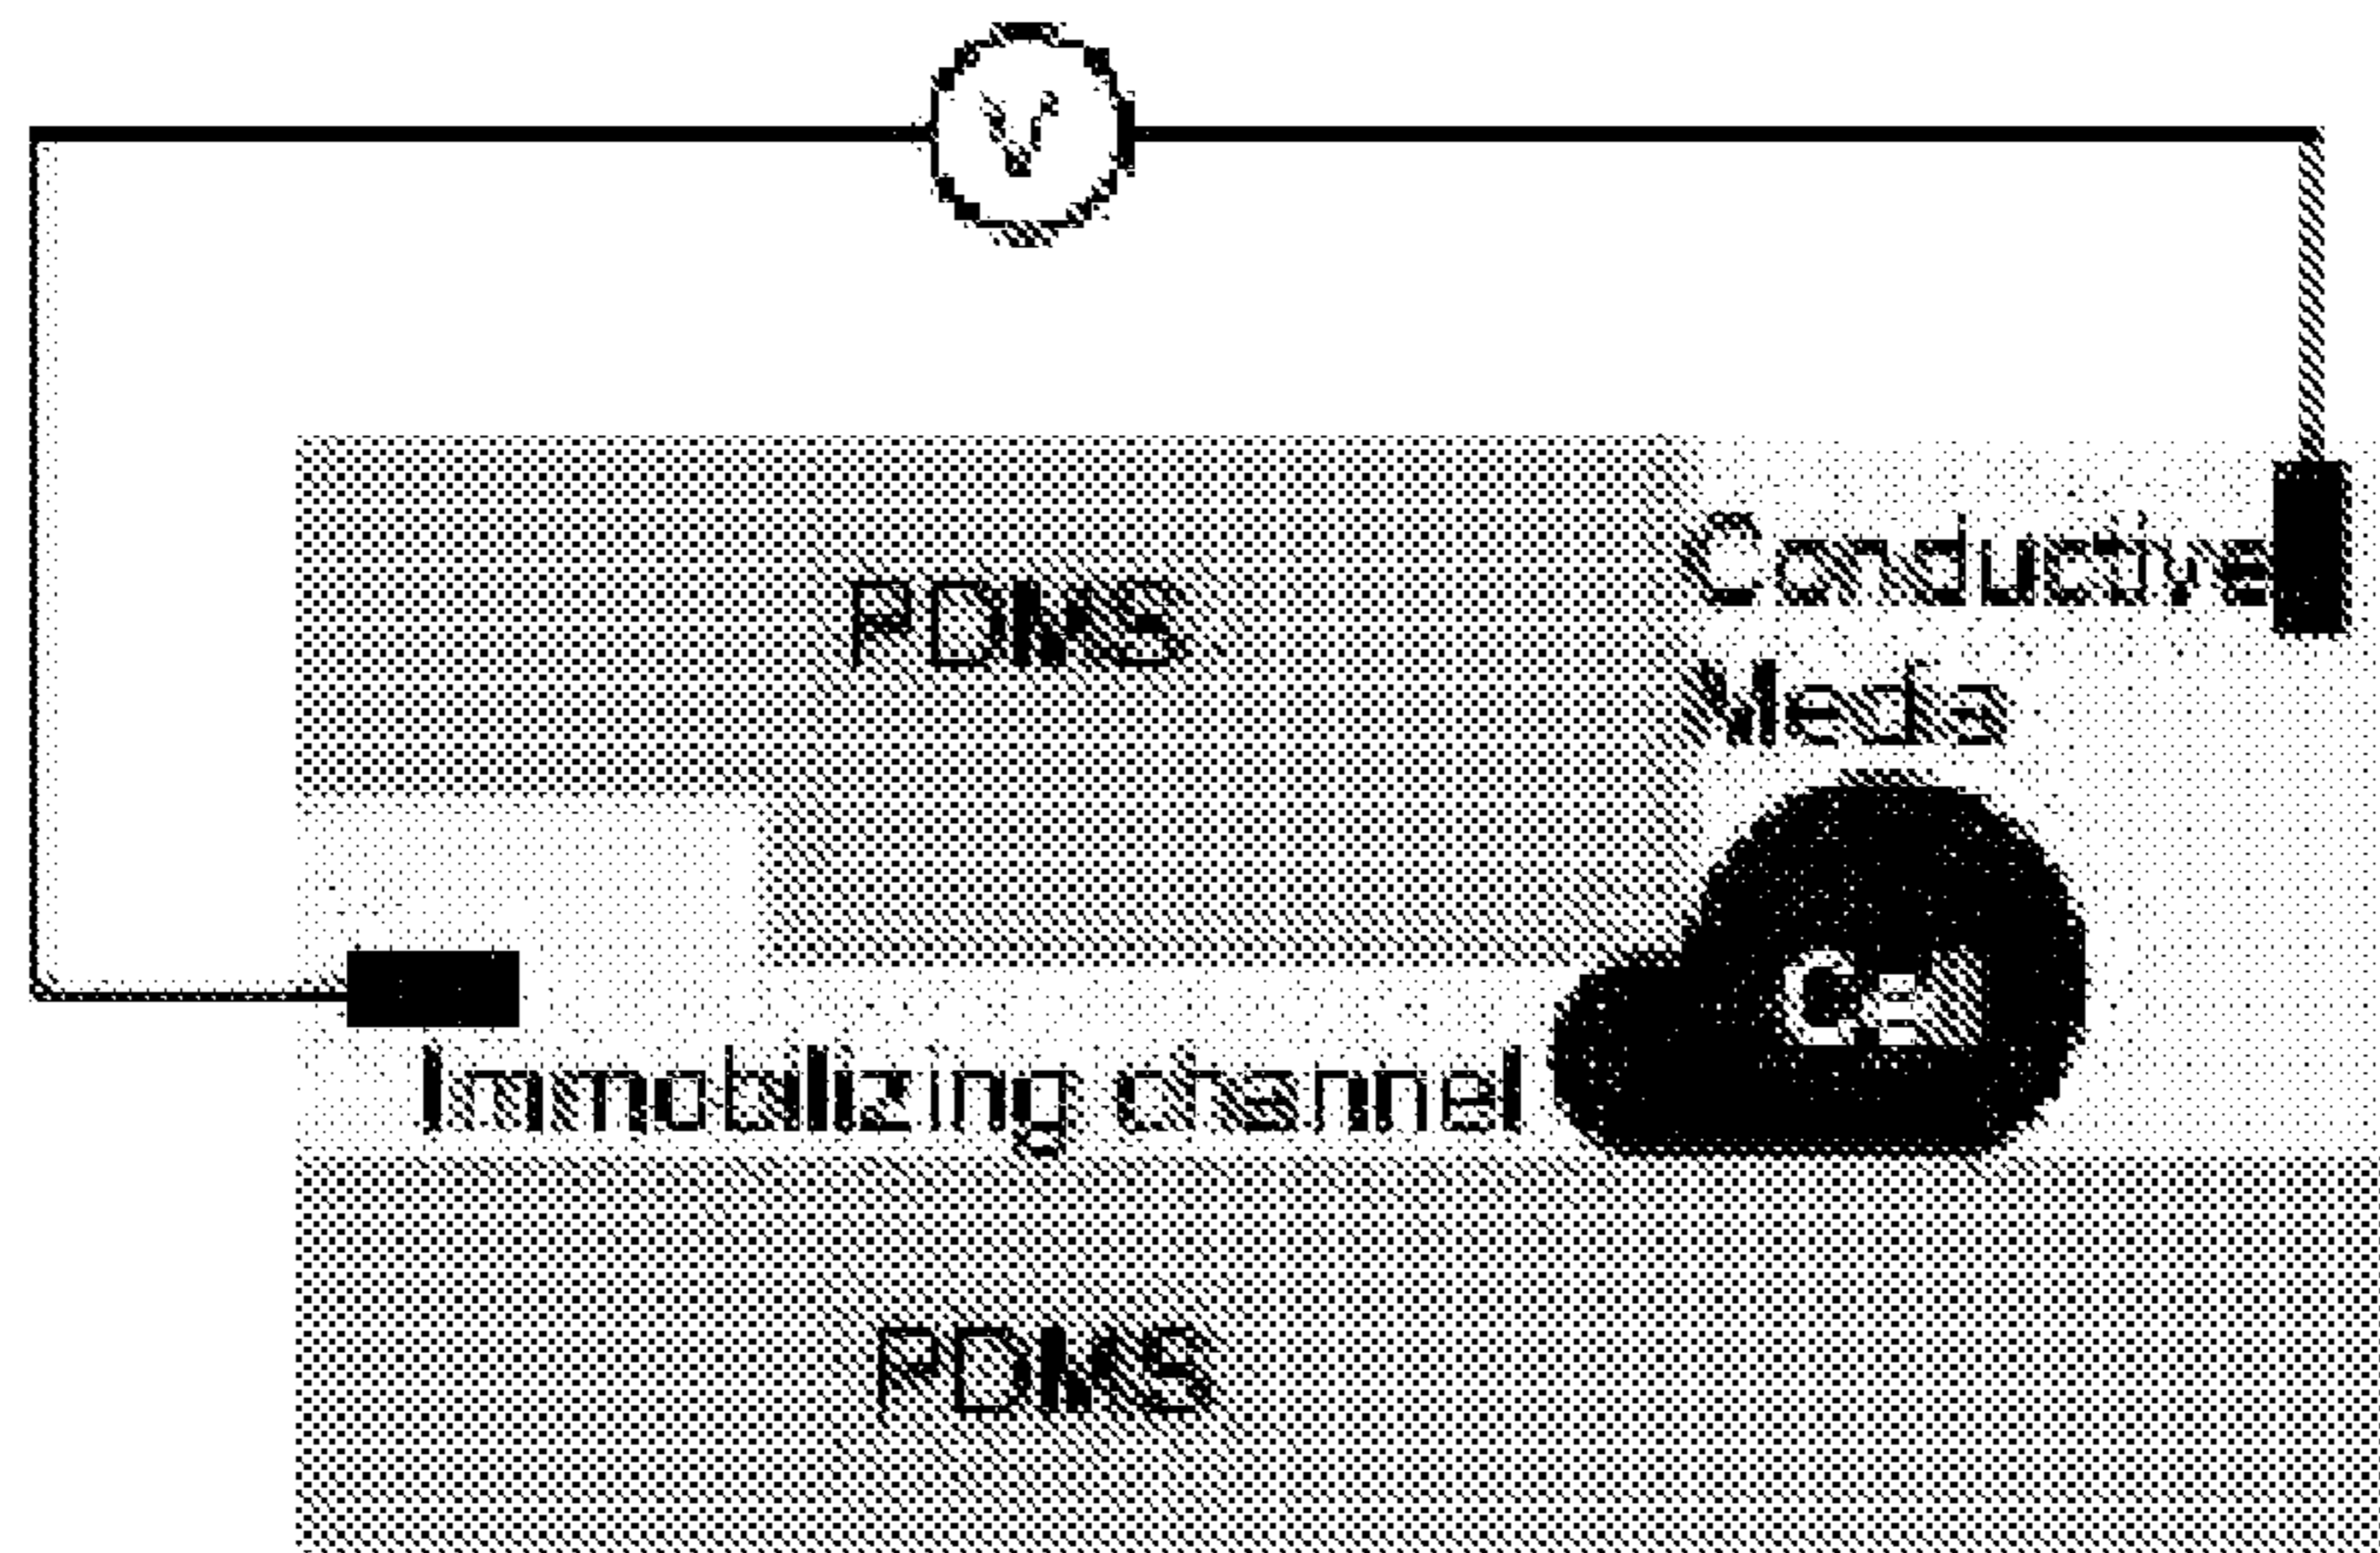 V
PDMS
Conductive
Media
Cell
Immobilizing channel
PDMS